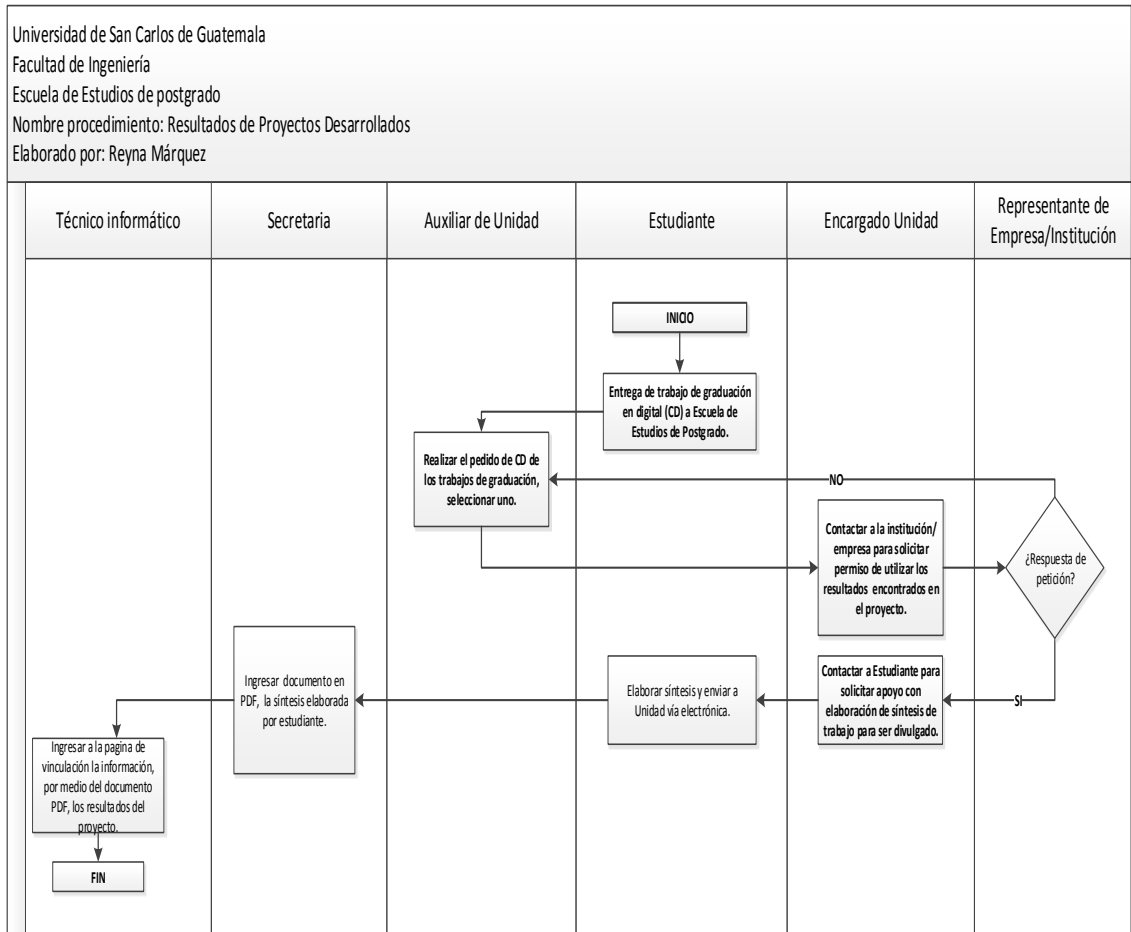 Universidad de San Carlos de Guatemala
Facultad de Ingeniería
Escuela de Estudios de postgrado
Nombre procedimiento: Resultados de Proyectos Desarrollados
Elaborado por: Reyna Márquez
Técnico informático
Secretaria
Auxiliar de Unidad
Estudiante
Encargado Unidad
Representante de
Empresa/Institución
INICIO
Entrega de trabajo de graduación
en digital (CD) a Escuela de
Estudios de Postgrado.
Realizar el pedido de CD de
los trabajos de graduación,
seleccionar uno.
NO
Contactar a la institución/
empresa para solicitar
permiso de utilizar los
resultados encontrados en
el proyecto.
¿Respuesta de
petición?
SI
Contactar a Estudiante para
solicitar apoyo con
elaboración de síntesis de
trabajo para ser divulgado.
Elaborar síntesis y enviar a
Unidad vía electrónica.
Ingresar documento en
PDF, la síntesis elaborada
por estudiante.
Ingresar a la pagina de
vinculación la información,
por medio del documento
PDF, los resultados del
proyecto.
FIN